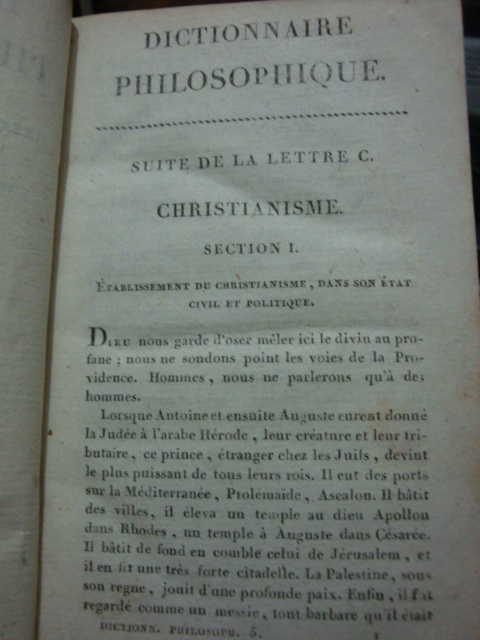 DICTIONNAIRE
PHILOSOPHIQUE.
SUITE DE LA LETTRE C.
CHRISTIANISME.
SECTION I.
ÉTABLISSEMENT DU CHRISTIANISME, DANS SON ÉTAT
CIVIL ET POLITIQUE.
DIEU nous garde d'oser mêler ici le divin au pro-
fane ; nous ne sondons point les voies de la Pro-
vidence. Hommes, nous ne parlerons qu'à des
hommes.
Lorsque Antoine et ensuite Auguste eurent donné
la Judée à l'arabe Hérode, leur créature et leur tri-
butaire, ce prince, étranger chez les Juifs, devint
le plus puissant de tous leurs rois. Il eut des ports
sur la Méditerranée, Ptolémaïde, Ascalon. Il bâtit
des villes, il éleva un temple au dieu Apollon
dans Rhodes, un temple à Auguste dans Césarée.
Il bâtit de fond en comble celui de Jérusalem, et
il en fit une très forte citadelle. La Palestine, sous
son regne, jouit d'une profonde paix. Enfin, il fut
regardé comme un messie, tout barbare qu'il était
DICTIONN. PHILOSOPH. 5.